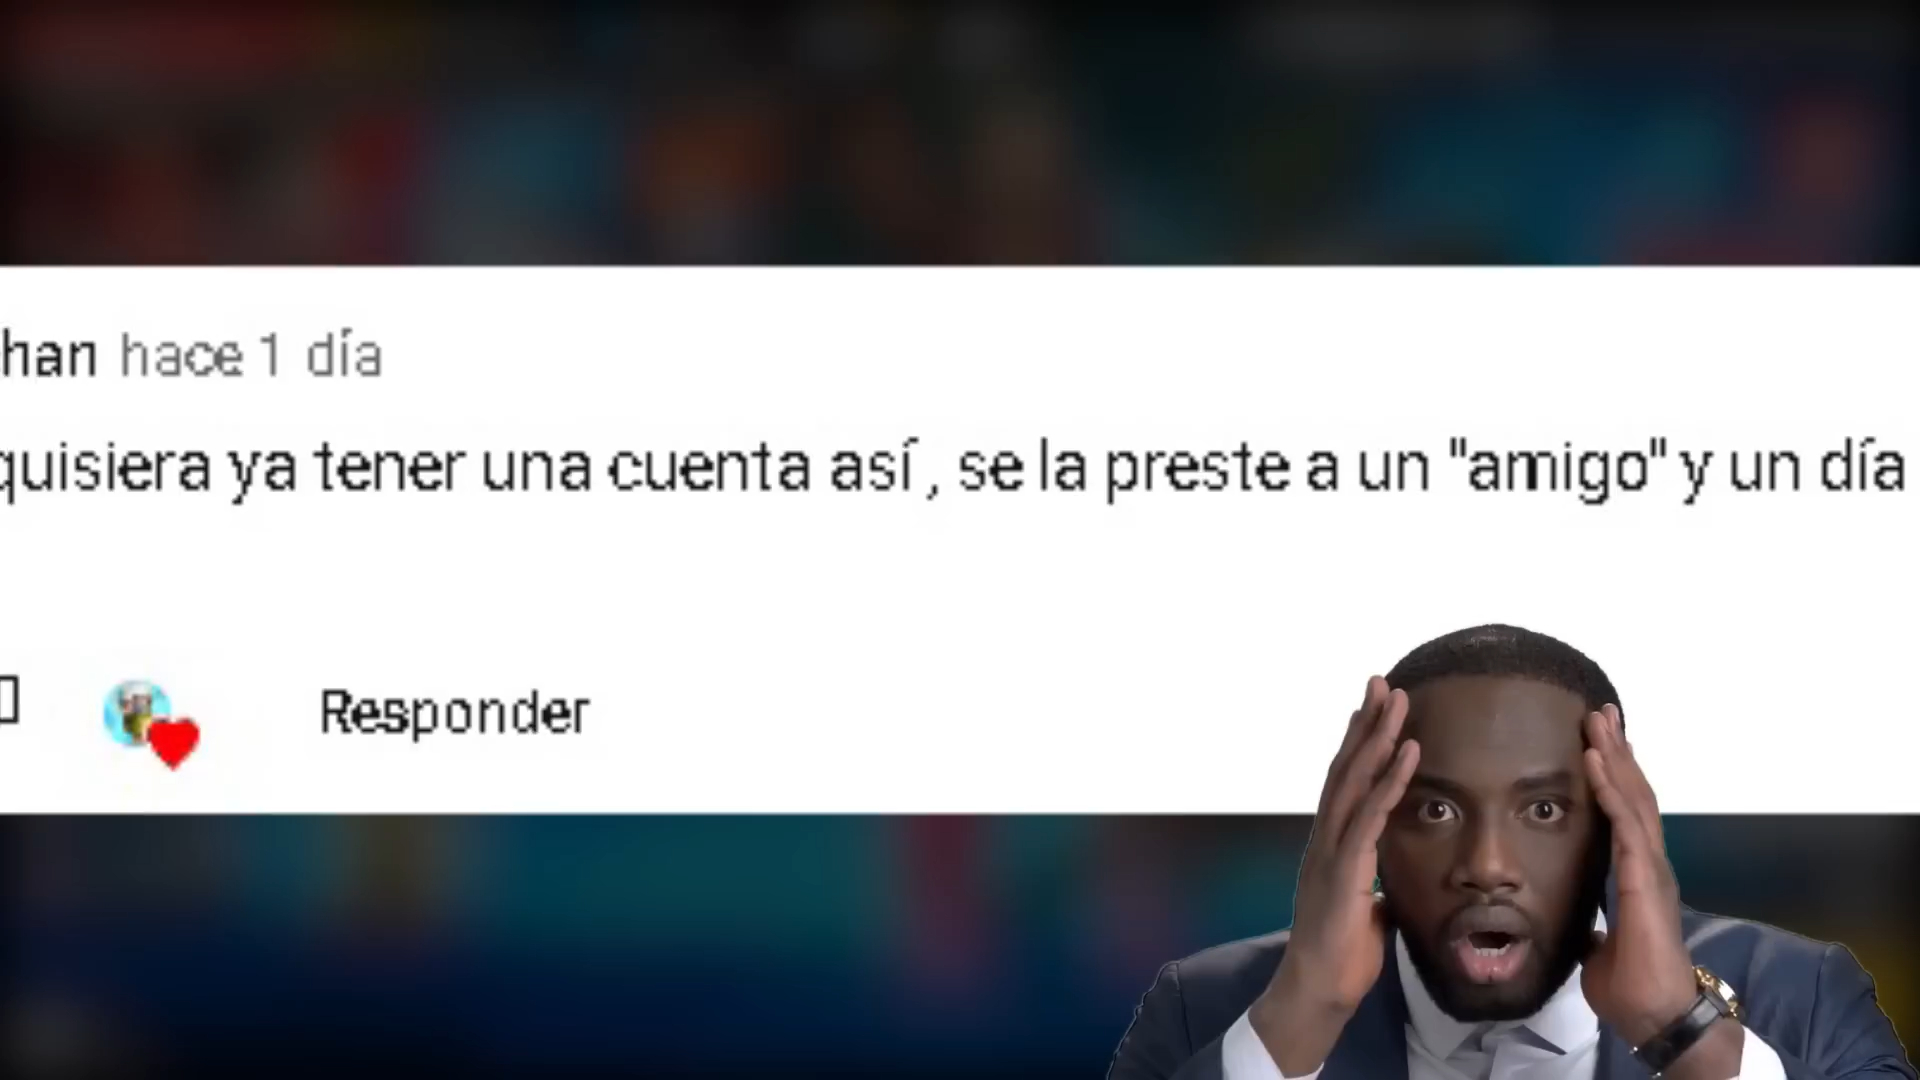 han hace 1 día
quisiera ya tener una cuenta así, se la preste a un "amigo" y un día
Responder